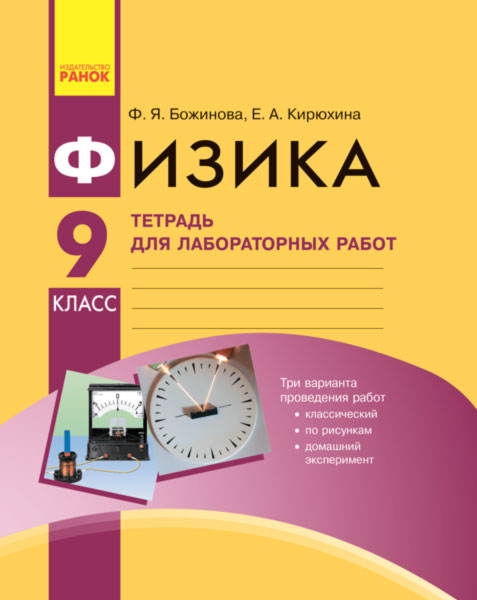 ИЗДАТЕЛЬСТВО
РАНОК
Ф. Я. Божинова, Е. А. Кирюхина
ФИЗИКА
9
КЛАСС
ТЕТРАДЬ
ДЛЯ ЛАБОРАТОРНЫХ РАБОТ
Три варианта
проведения работ
• классический
• по рисункам
• домашний
эксперимент